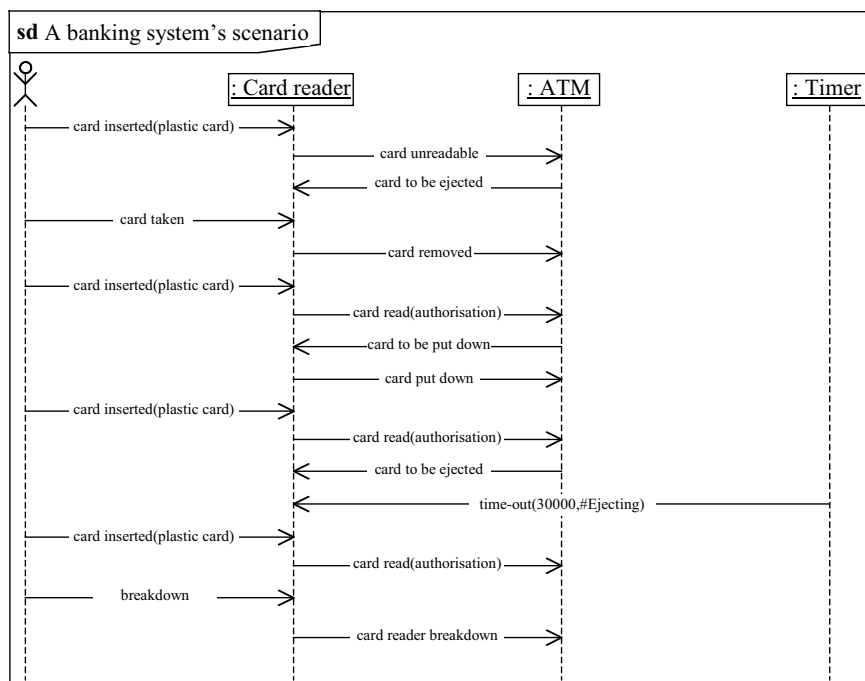 sd A banking system’s scenario
: Card reader
: ATM
: Timer
card inserted(plastic card)
card unreadable
card to be ejected
card taken
card removed
card inserted(plastic card)
card read(authorisation)
card to be put down
card put down
card inserted(plastic card)
card read(authorisation)
card to be ejected
time-out(30000,#Ejecting)
card inserted(plastic card)
card read(authorisation)
breakdown
card reader breakdown